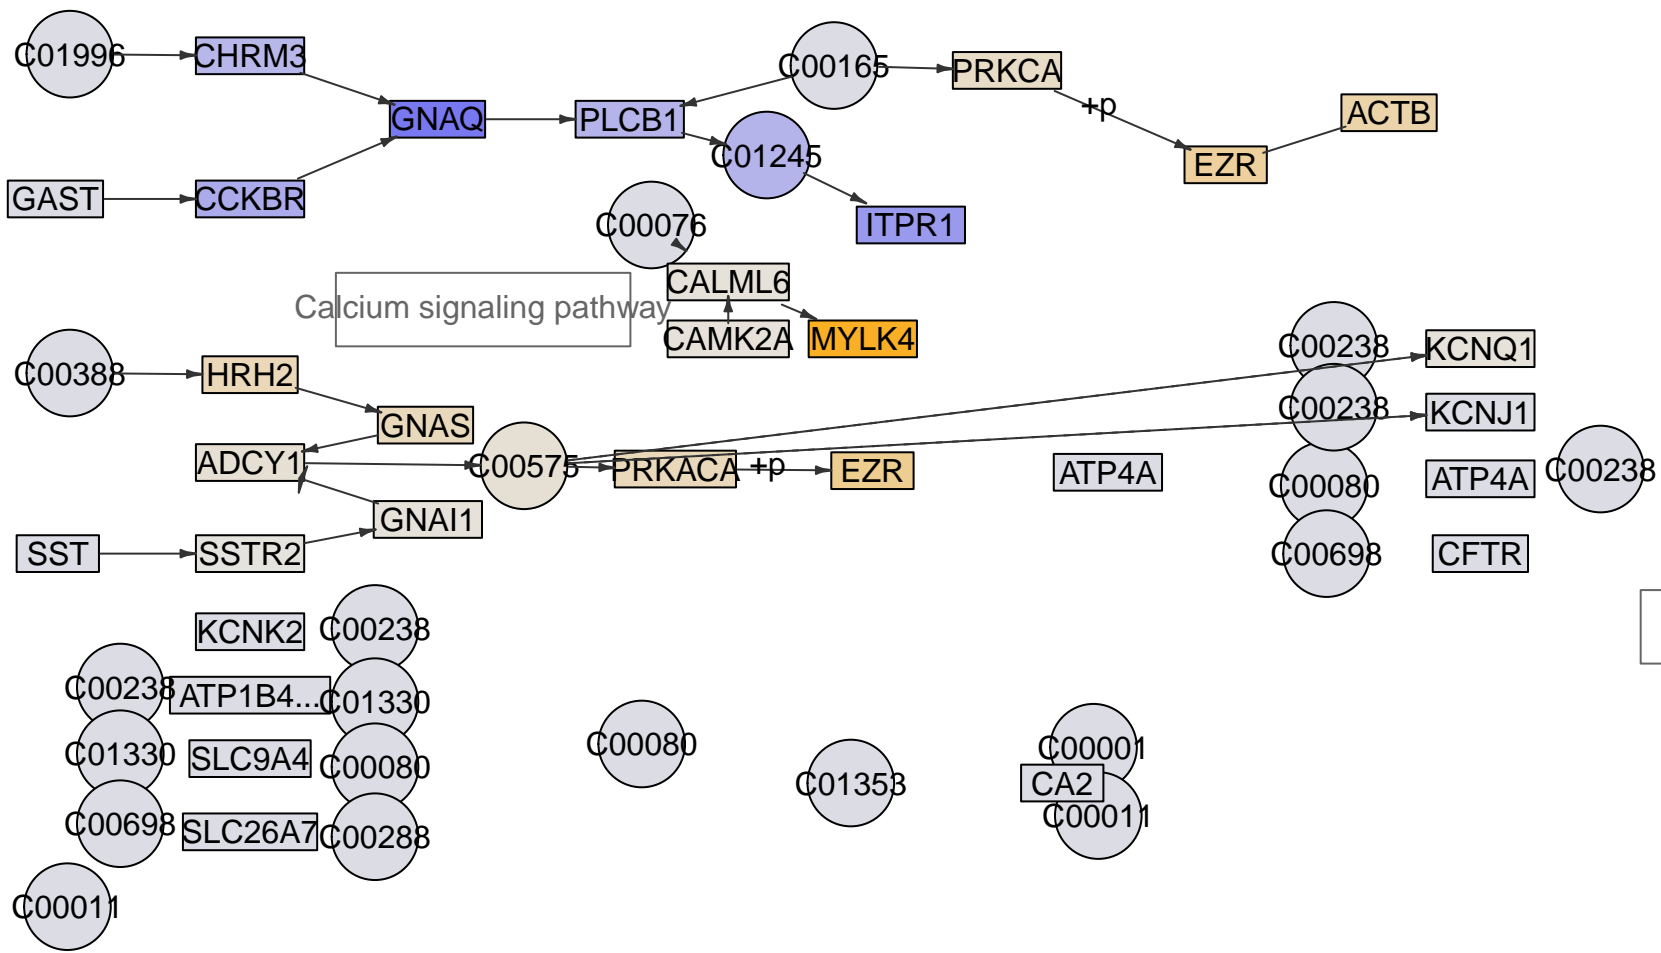 C01996
CHRM3
C00165
PRKCA
GNAQ
PLCB1
+p
ACTB
C01245
EZR
GAST
CCKBR
C00076
ITPR1
CALML6
Calcium signaling pathway
CAMK2A
MYLK4
C00238
KCNQ1
C00388
HRH2
C00238
KCNJ1
GNAS
ADCY1
C00575
PRKACA
+p
EZR
ATP4A
C00080
ATP4A
C00238
GNAI1
SST
SSTR2
C00698
CFTR
KCNK2
C00238
C00238
ATP1B4...
C01330
C01330
SLC9A4
C00080
C00080
C01353
C00001
CA2
C00011
C00698
SLC26A7
C00288
C00011